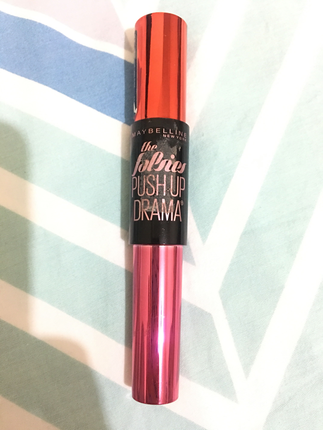 MAYBELLINE
NEW YORK
the
falsies
PUSH UP
DRAMA®